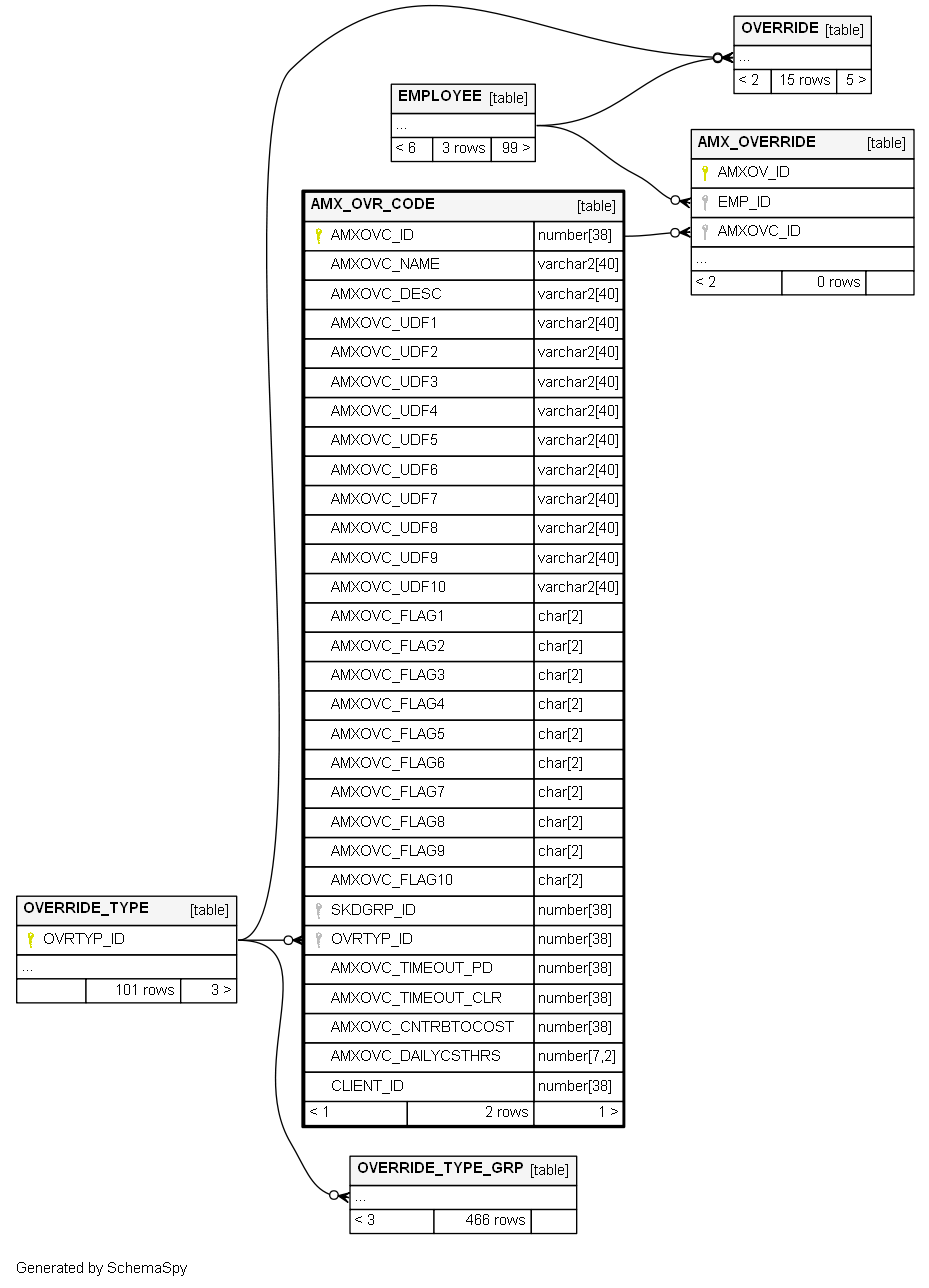 OVERRIDE [table]
...
< 2 15 rows 5 >
EMPLOYEE [table]
...
< 6 3 rows 99 >
AMX_OVERRIDE [table]
AMXOV_ID
EMP_ID
AMXOVC_ID
...
< 2 0 rows
AMX_OVR_CODE [table]
AMXOVC_ID number[38]
AMXOVC_NAME varchar2[40]
AMXOVC_DESC varchar2[40]
AMXOVC_UDF1 varchar2[40]
AMXOVC_UDF2 varchar2[40]
AMXOVC_UDF3 varchar2[40]
AMXOVC_UDF4 varchar2[40]
AMXOVC_UDF5 varchar2[40]
AMXOVC_UDF6 varchar2[40]
AMXOVC_UDF7 varchar2[40]
AMXOVC_UDF8 varchar2[40]
AMXOVC_UDF9 varchar2[40]
AMXOVC_UDF10 varchar2[40]
AMXOVC_FLAG1 char[2]
AMXOVC_FLAG2 char[2]
AMXOVC_FLAG3 char[2]
AMXOVC_FLAG4 char[2]
AMXOVC_FLAG5 char[2]
AMXOVC_FLAG6 char[2]
AMXOVC_FLAG7 char[2]
AMXOVC_FLAG8 char[2]
AMXOVC_FLAG9 char[2]
AMXOVC_FLAG10 char[2]
SKDGRP_ID number[38]
OVRTYP_ID number[38]
AMXOVC_TIMEOUT_PD number[38]
AMXOVC_TIMEOUT_CLR number[38]
AMXOVC_CNTRBTOCOST number[38]
AMXOVC_DAILYCSTHRS number[7,2]
CLIENT_ID number[38]
< 1 2 rows 1 >
OVERRIDE_TYPE [table]
OVRTYP_ID
...
101 rows 3 >
OVERRIDE_TYPE_GRP [table]
...
< 3 466 rows
Generated by SchemaSpy